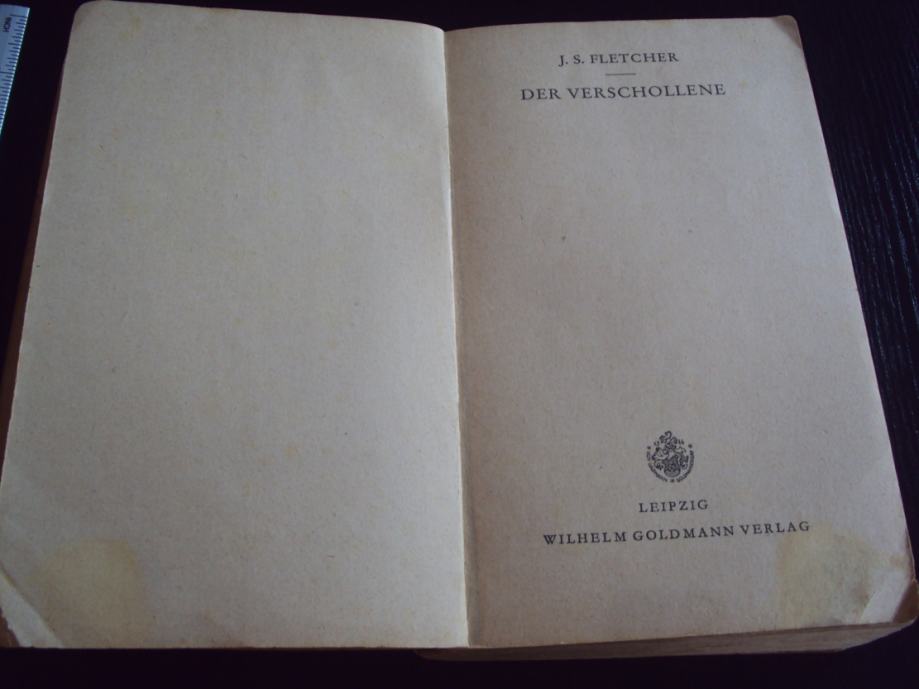 J. S. FLETCHER
DER VERSCHOLLENE
LEIPZIG
WILHELM GOLDMANN VERLAG